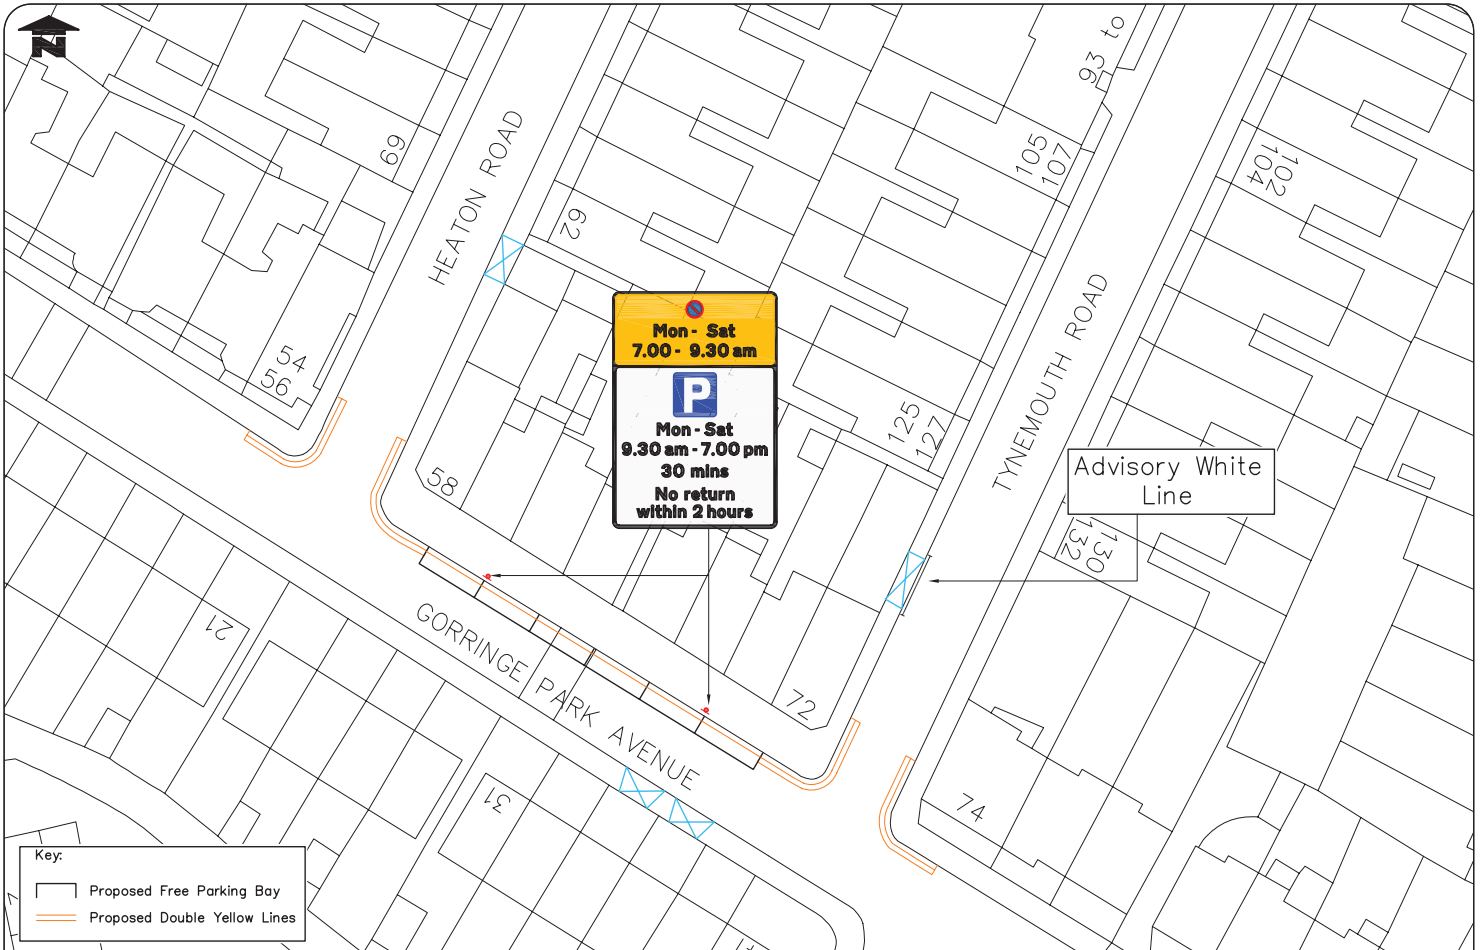 N
93 to
69
HEATON ROAD
105
107
102
104
62
Mon - Sat
7.00 - 9.30 am
P
Mon - Sat
9.30 am - 7.00 pm
30 mins
No return
within 2 hours
54
56
TYNEMOUTH ROAD
125
127
Advisory White
Line
58
130
132
21
GORRINGE PARK AVENUE
72
31
74
Key:
Proposed Free Parking Bay
Proposed Double Yellow Lines